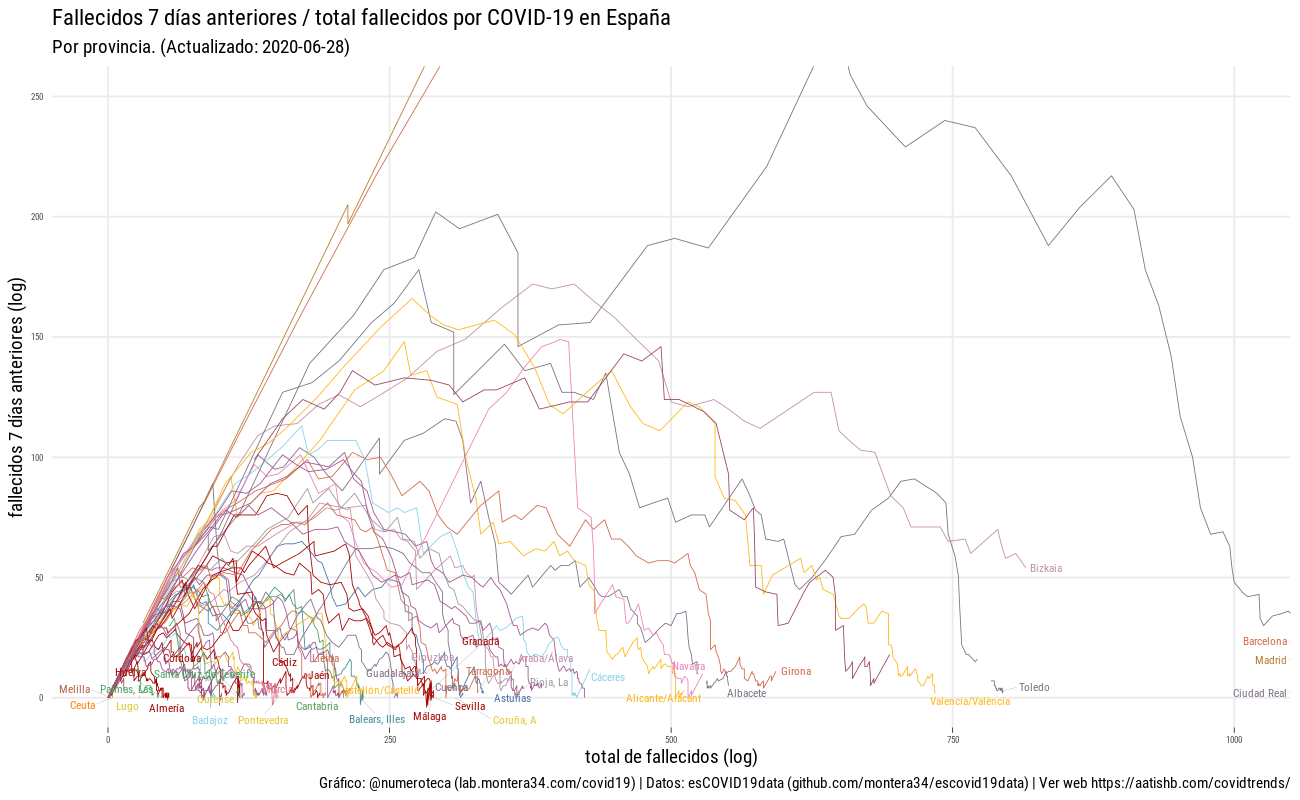 Fallecidos 7 días anteriores / total fallecidos por COVID-19 en España
Por provincia. (Actualizado: 2020-06-28)
fallecidos 7 días anteriores (log)
250
200
150
100
50
0
Bizkaia
Barcelona
Madrid
Ciudad Real
Toledo
Valencia/València
Girona
Albacete
Navarra
Alicante/Alacant
Cáceres
Araba/Álava
Rioja, La
Granada
Gipuzkoa
Tarragona
Asturias
Coruña, A
Sevilla
Cuenca
Málaga
Guadalajara
Castellón/Castelló
Balears, Illes
Lleida
Jaén
Cádiz
Cantabria
Murcia
Pontevedra
Santa Cruz de Tenerife
Ourense
Badajoz
Córdoba
Almería
Huelva
Palmas, Las
Lugo
Melilla
Ceuta
0
250
500
750
1000
total de fallecidos (log)
Gráfico: @numeroteca (lab.montera34.com/covid19) | Datos: esCOVID19data (github.com/montera34/escovid19data) | Ver web https://aatishb.com/covidtrends/